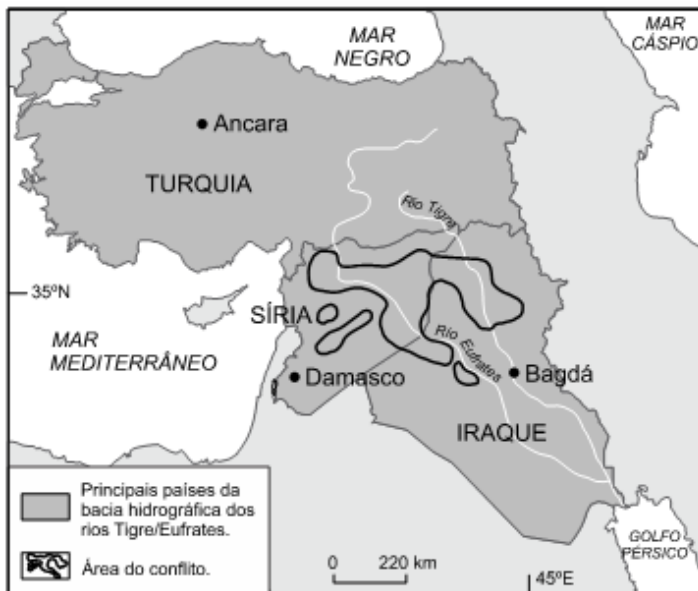 MAR
NEGRO
MAR
CÁSPIO
Ancara
TURQUIA
Rio Tigre
35ºN
SÍRIA
MAR
MEDITERRÂNEO
Rio Eufrates
Damasco
Bagdá
IRAQUE
Principais países da
bacia hidrográfica dos
rios Tigre/Eufrates.
Área do conflito.
0 220 km
45ºE
GOLFO
PÉRSICO